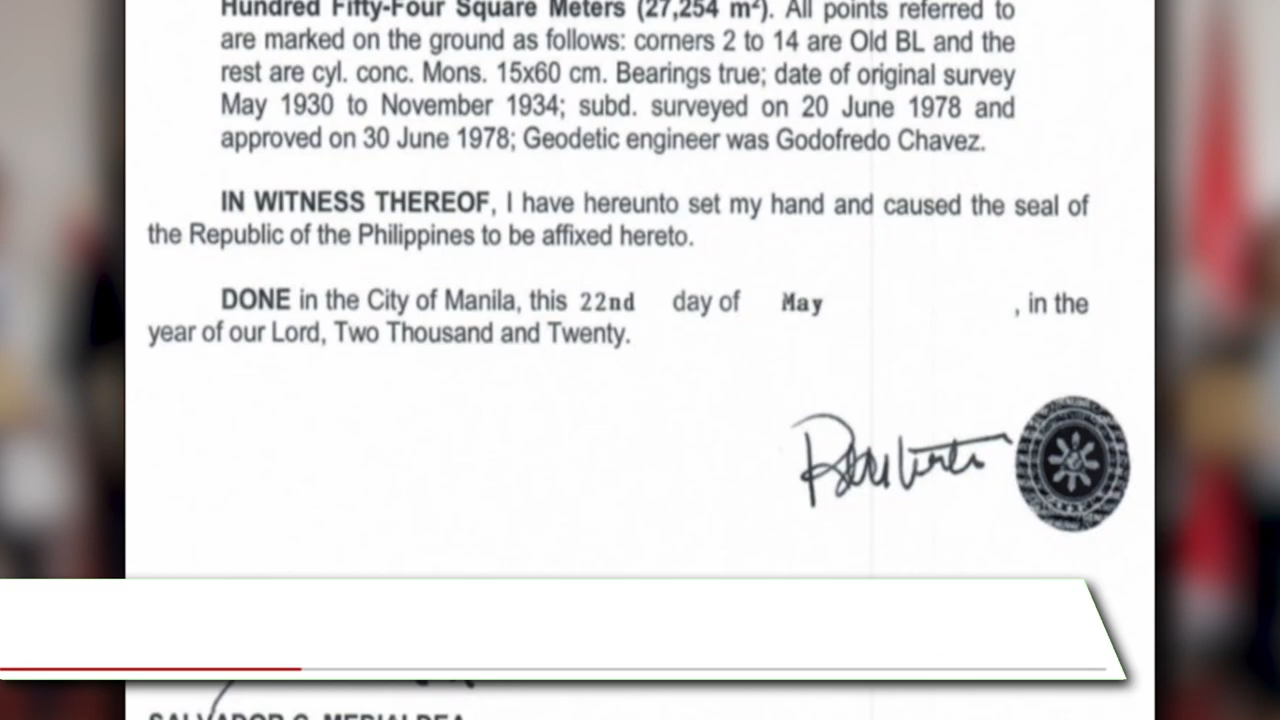 Hundred Fifty-Four Square Meters (27,254 m²). All points referred to
are marked on the ground as follows: corners 2 to 14 are Old BL and the
rest are cyl. conc. Mons. 15x60 cm. Bearings true; date of original survey
May 1930 to November 1934; subd. surveyed on 20 June 1978 and
approved on 30 June 1978; Geodetic engineer was Godofredo Chavez.
IN WITNESS THEREOF, I have hereunto set my hand and caused the seal of
the Republic of the Philippines to be affixed hereto.
DONE in the City of Manila, this 22nd day of May , in the
year of our Lord, Two Thousand and Twenty.
SALVADOR C. MEDIALDEA